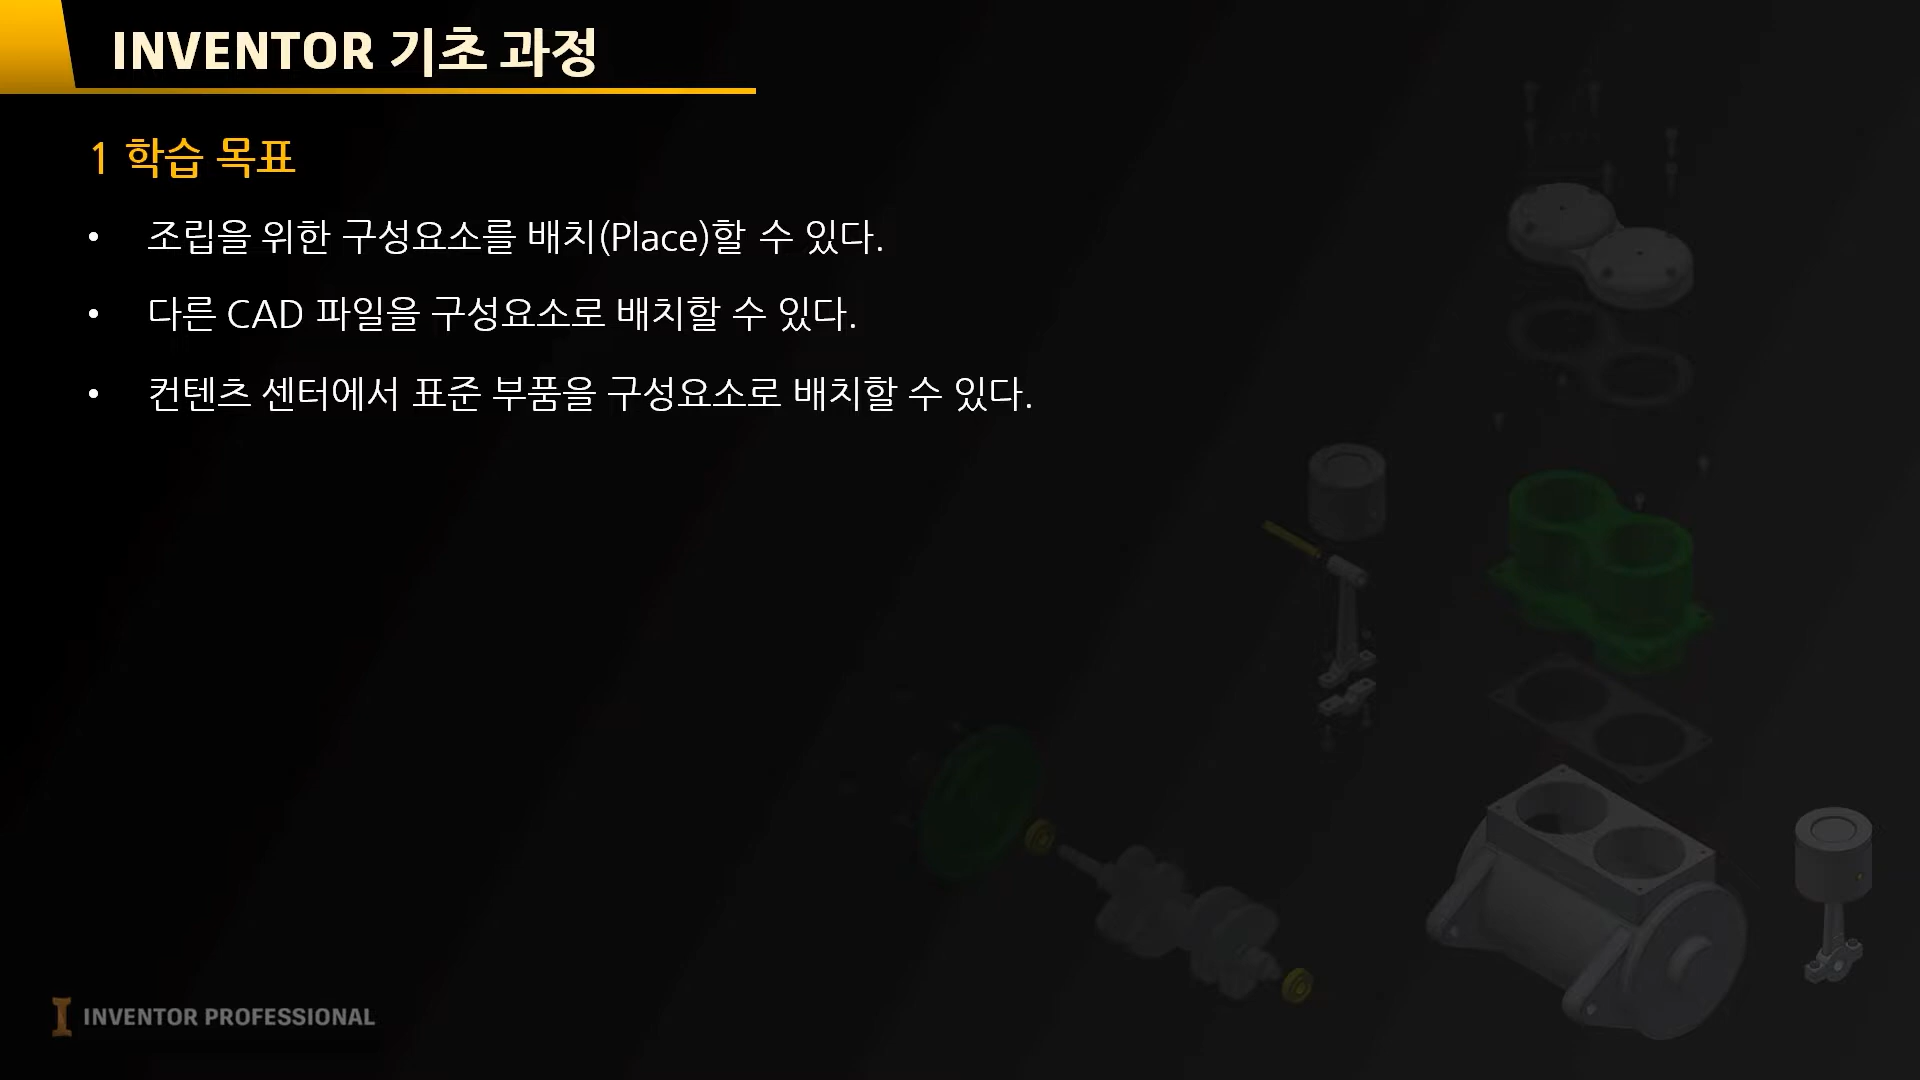 INVENTOR 기초 과정
1 학습 목표
• 조립을 위한 구성요소를 배치(Place)할 수 있다.
• 다른 CAD 파일을 구성요소로 배치할 수 있다.
• 컨텐츠 센터에서 표준 부품을 구성요소로 배치할 수 있다.
I INVENTOR PROFESSIONAL